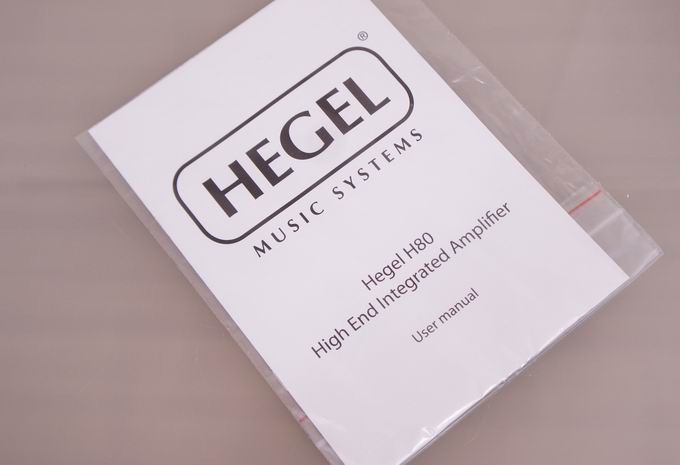 ®
HEGEL
MUSIC SYSTEMS
Hegel H80
High End Integrated Amplifier
User manual